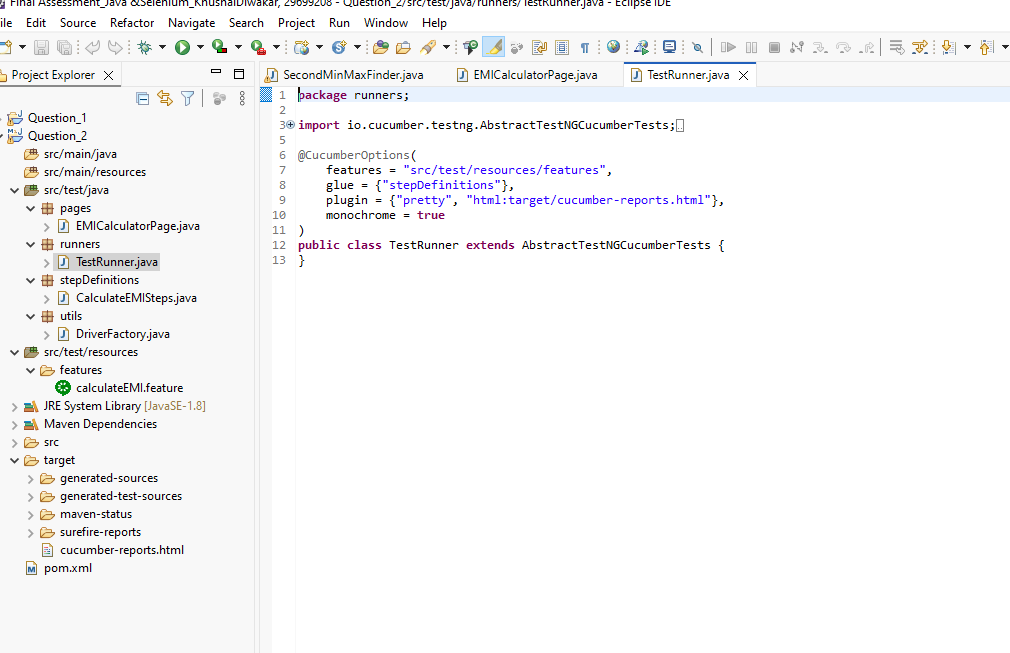 Final Assessment_Java &Selenium_KhushalDiwakar, 29699208 - Question_2/src/test/java/runners/TestRunner.java - Eclipse IDE
ile Edit Source Refactor Navigate Search Project Run Window Help
Project Explorer
SecondMinMaxFinder.java EMICalculatorPage.java TestRunner.java
Question_1
Question_2
src/main/java
src/main/resources
src/test/java
pages
EMICalculatorPage.java
runners
TestRunner.java
stepDefinitions
CalculateEMISteps.java
utils
DriverFactory.java
src/test/resources
features
calculateEMI.feature
JRE System Library [JavaSE-1.8]
Maven Dependencies
src
target
generated-sources
generated-test-sources
maven-status
surefire-reports
cucumber-reports.html
pom.xml
1 package runners;
2
3 import io.cucumber.testng.AbstractTestNGCucumberTests;
5
6 @CucumberOptions(
7 features = "src/test/resources/features",
8 glue = {"stepDefinitions"},
9 plugin = {"pretty", "html:target/cucumber-reports.html"},
10 monochrome = true
11 )
12 public class TestRunner extends AbstractTestNGCucumberTests {
13 }